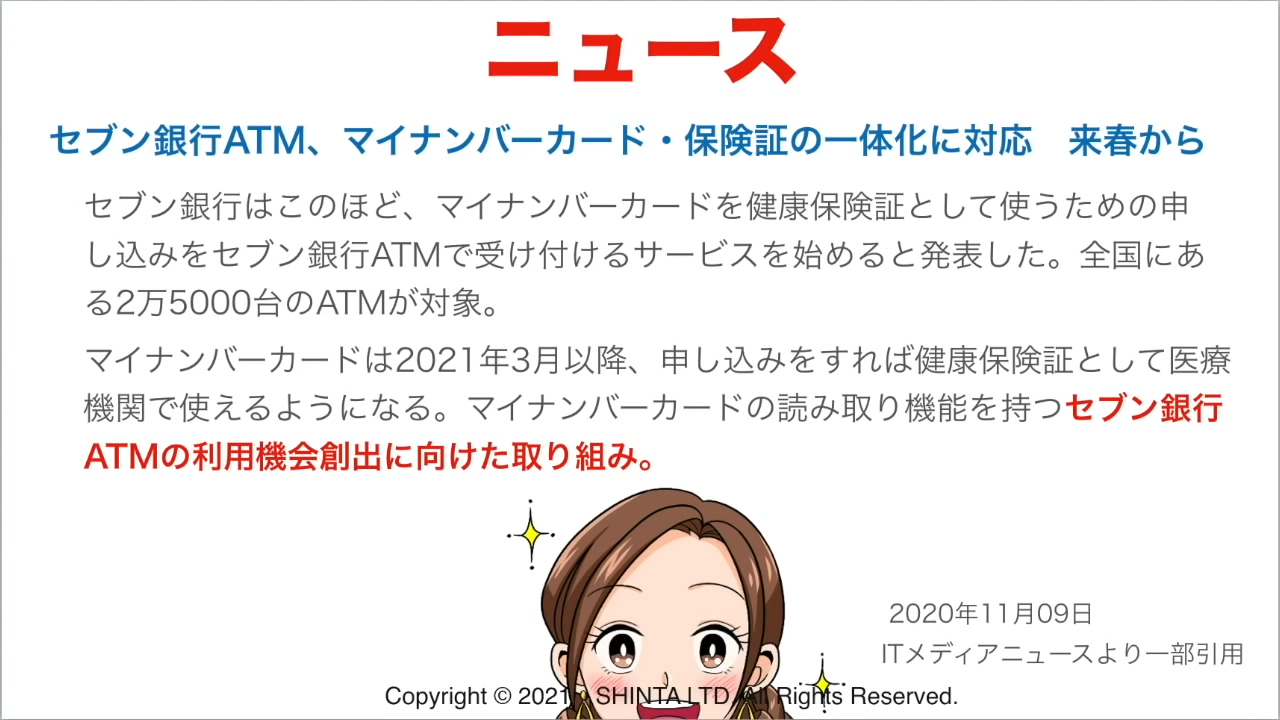 ニュース
セブン銀行ATM、マイナンバーカード・保険証の一体化に対応　来春から
セブン銀行はこのほど、マイナンバーカードを健康保険証として使うための申
し込みをセブン銀行ATMで受け付けるサービスを始めると発表した。全国にあ
る2万5000台のATMが対象。
マイナンバーカードは2021年3月以降、申し込みをすれば健康保険証として医療
機関で使えるようになる。マイナンバーカードの読み取り機能を持つセブン銀行
ATMの利用機会創出に向けた取り組み。
2020年11月09日
ITメディアニュースより一部引用
Copyright © 2021 SHINTA LTD All Rights Reserved.